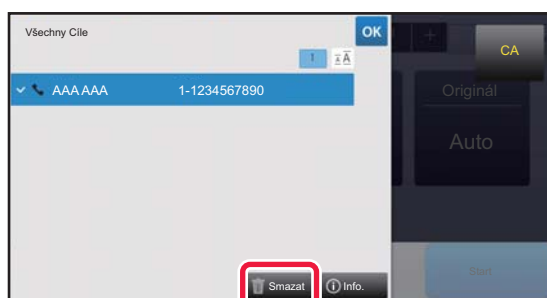 Všechny Cíle
OK
CA
1
AAA AAA 1-1234567890
Originál
Auto
Smazat
Info.
Start